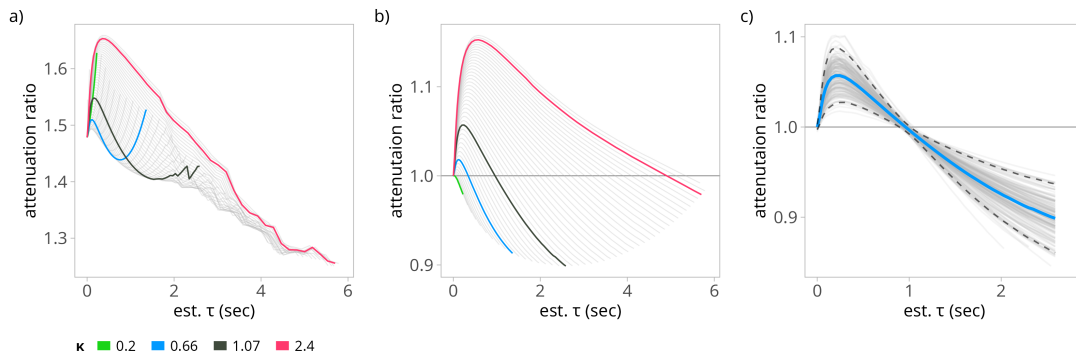 a)
attenuation ratio
1.6
1.5
1.4
1.3
0 2 4 6
est. τ (sec)
b)
attenutaion ratio
1.1
1.0
0.9
0 2 4 6
est. τ (sec)
c)
attenutaion ratio
1.1
1.0
0.9
0 1 2
est. τ (sec)
κ 0.2 0.66 1.07 2.4